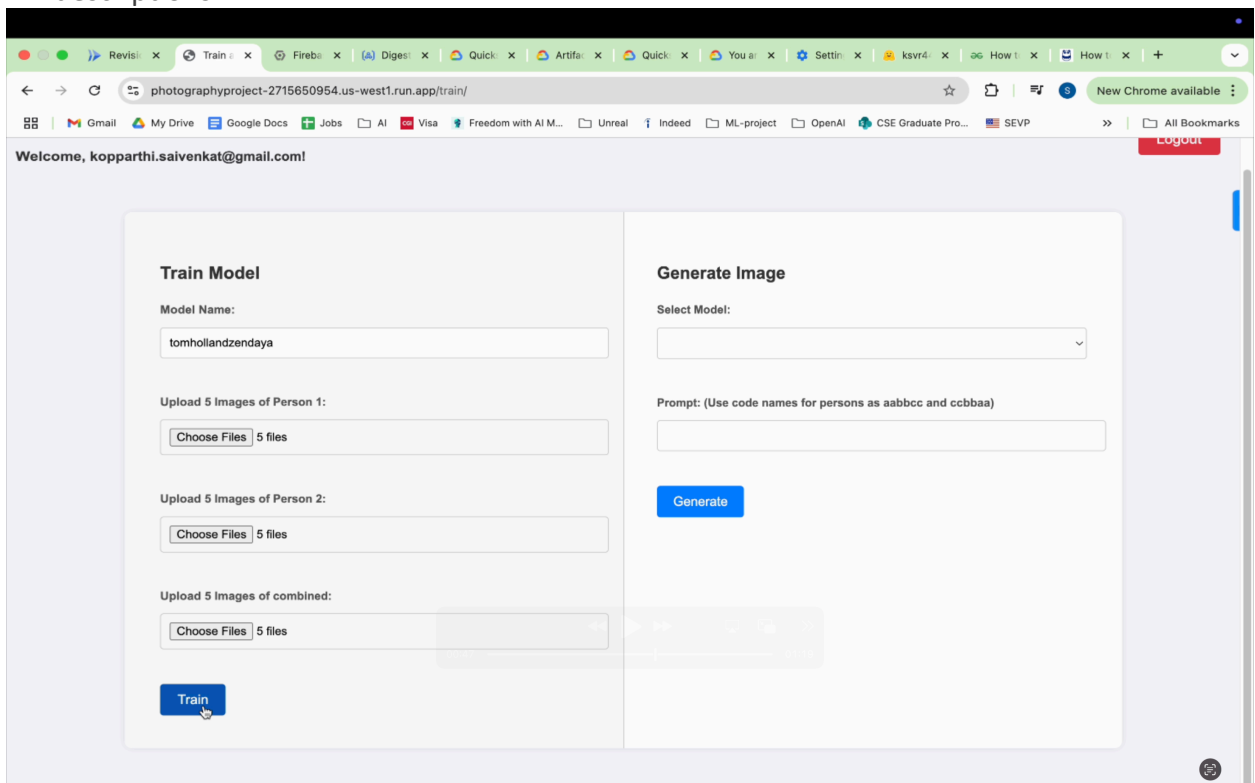 Revisi Train a Fireba Digest Quick Artifac Quick You ar Settin ksvr4 How t How t
photographyproject-2715650954.us-west1.run.app/train/
S New Chrome available
Gmail My Drive Google Docs Jobs AI Visa Freedom with AI M... Unreal Indeed ML-project OpenAI CSE Graduate Pro... SEVP All Bookmarks
Welcome, kopparthi.saivenkat@gmail.com!
Logout
Train Model
Model Name:
tomhollandzendaya
Upload 5 Images of Person 1:
Choose Files 5 files
Upload 5 Images of Person 2:
Choose Files 5 files
Upload 5 Images of combined:
Choose Files 5 files
Train
Generate Image
Select Model:
Prompt: (Use code names for persons as aabbcc and ccbbaa)
Generate